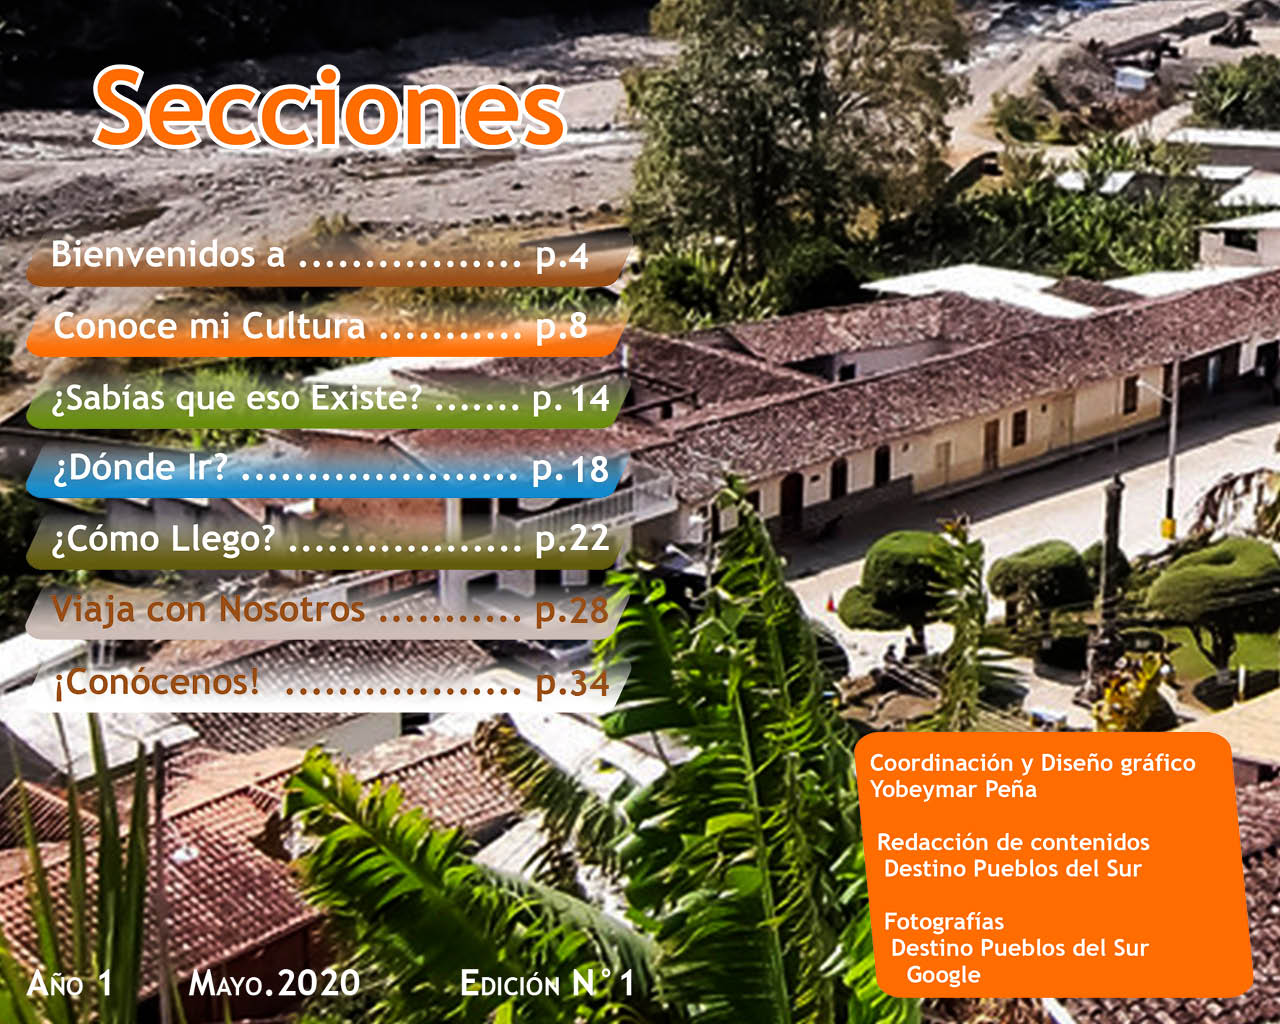 Secciones
Bienvenidos a ................. p.4
Conoce mi Cultura ........... p.8
¿Sabías que eso Existe? ....... p.14
¿Dónde Ir? ..................... p.18
¿Cómo Llego? .................. p.22
Viaja con Nosotros ........... p.28
¡Conócenos! .................. p.34
Coordinación y Diseño gráfico
Yobeymar Peña
Redacción de contenidos
Destino Pueblos del Sur
Fotografías
Destino Pueblos del Sur
Google
Año 1 Mayo.2020 Edición N°1